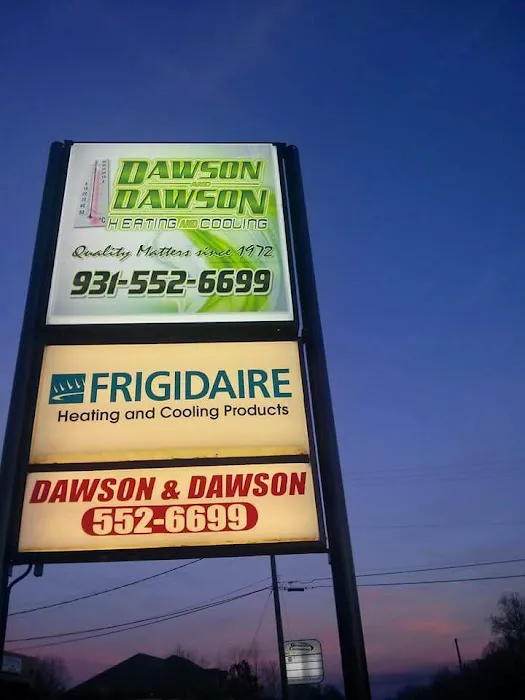 DAWSON
AND
DAWSON
HEATING AND COOLING
Quality Matters since 1972
931-552-6699
FRIGIDAIRE
Heating and Cooling Products
DAWSON & DAWSON
552-6699